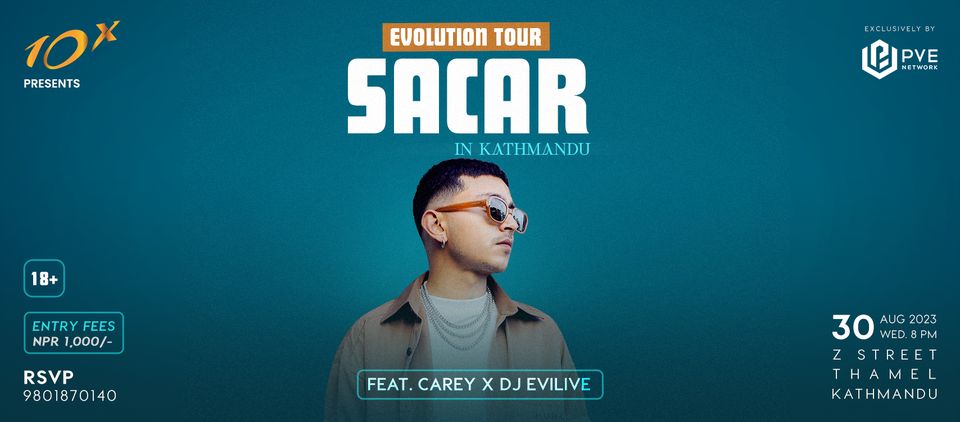 10X
PRESENTS
EVOLUTION TOUR
SACAR
IN KATHMANDU
EXCLUSIVELY BY
PVE
NETWORK
18+
ENTRY FEES
NPR 1,000/-
RSVP
9801870140
FEAT. CAREY X DJ EVILIVE
30
AUG 2023
WED. 8 PM
Z STREET
THAMEL
KATHMANDU